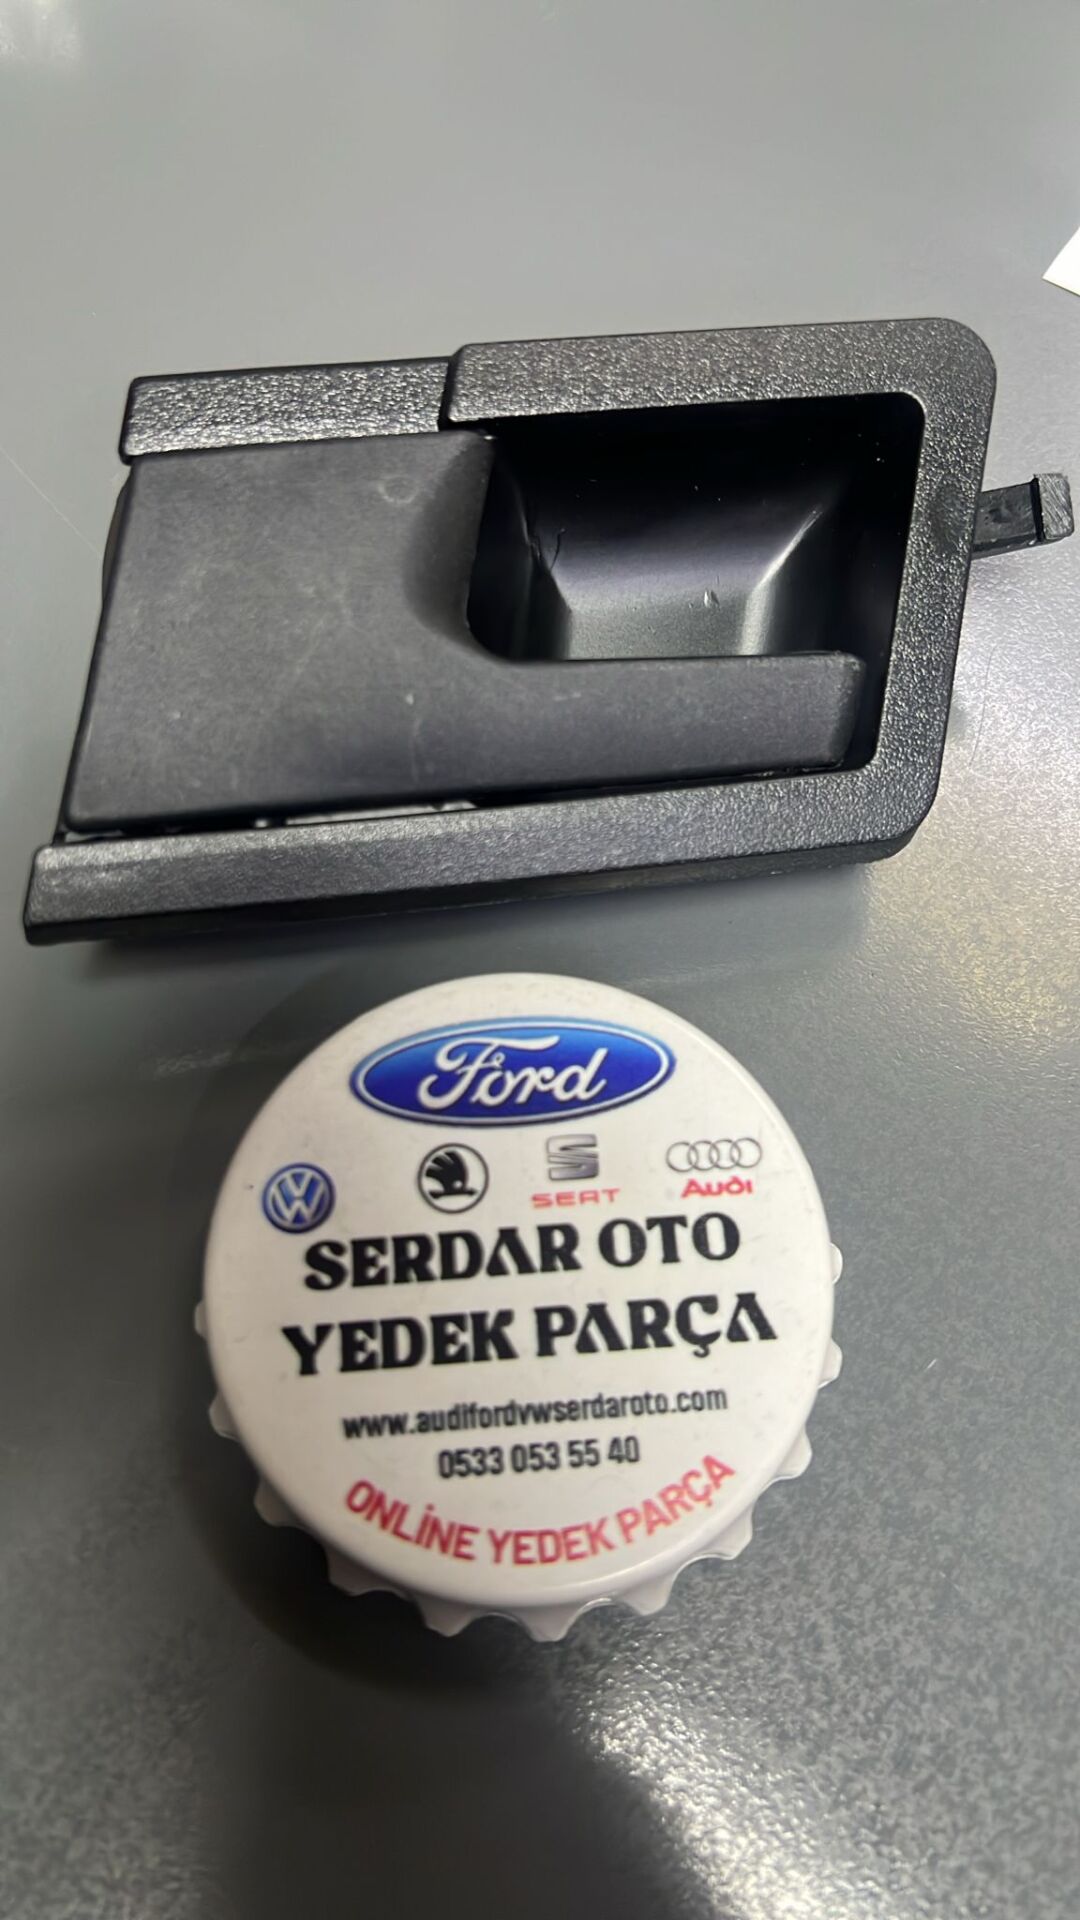 Ford
SEAT
Audi
SERDAR OTO
YEDEK PARÇA
www.audifordvwserdaroto.com
0533 053 55 40
ONLİNE YEDEK PARÇA